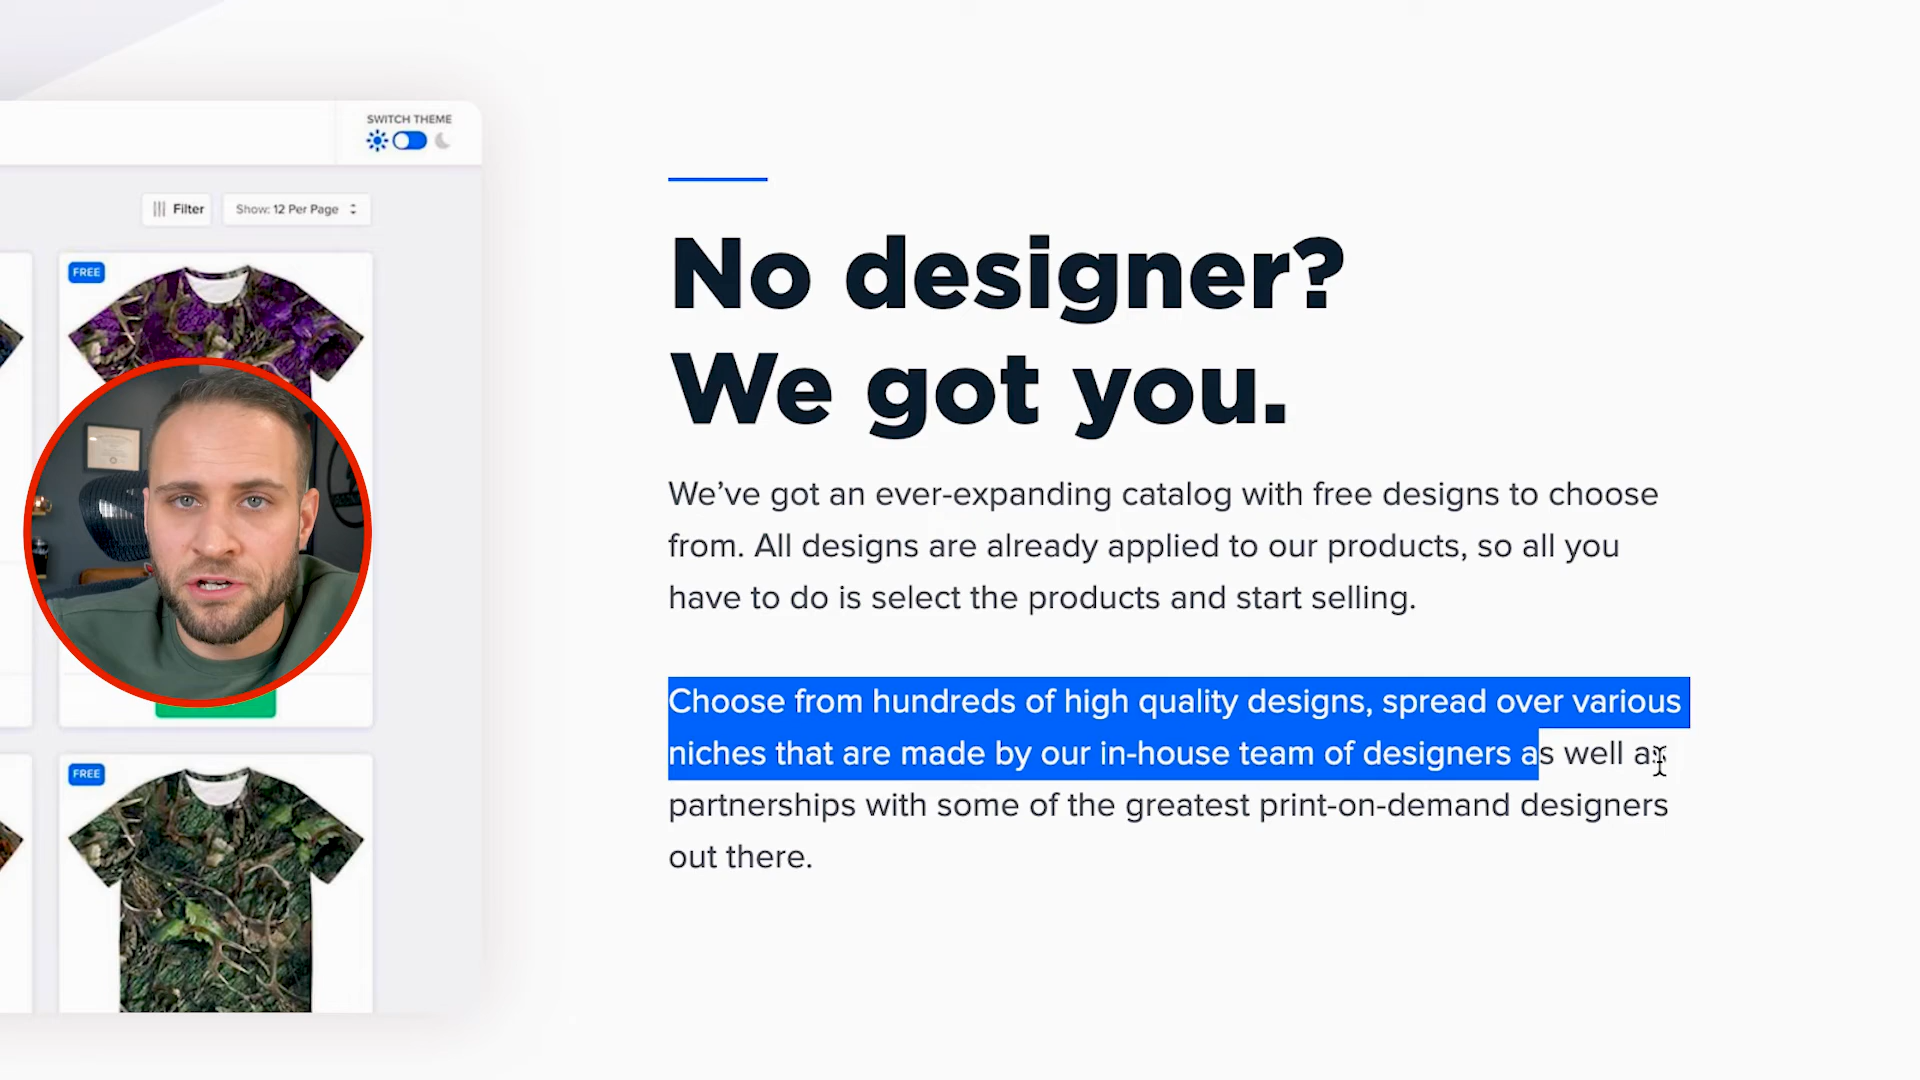 SWITCH THEME
Filter
Show: 12 Per Page
FREE
FREE
No designer?
We got you.
We’ve got an ever-expanding catalog with free designs to choose
from. All designs are already applied to our products, so all you
have to do is select the products and start selling.
Choose from hundreds of high quality designs, spread over various
niches that are made by our in-house team of designers as well as
partnerships with some of the greatest print-on-demand designers
out there.